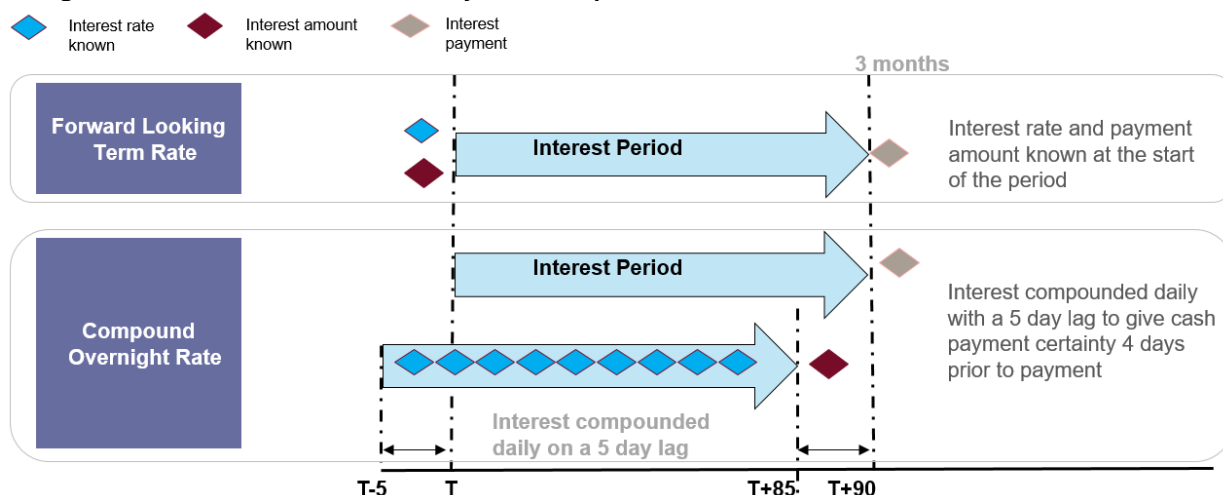 Interest rate
known
Interest amount
known
Interest
payment
3 months
Forward Looking
Term Rate
Interest Period
Interest rate and payment
amount known at the start
of the period
Compound
Overnight Rate
Interest Period
Interest compounded daily
with a 5 day lag to give cash
payment certainty 4 days
prior to payment
Interest compounded
daily on a 5 day lag
T-5 T T+85 T+90